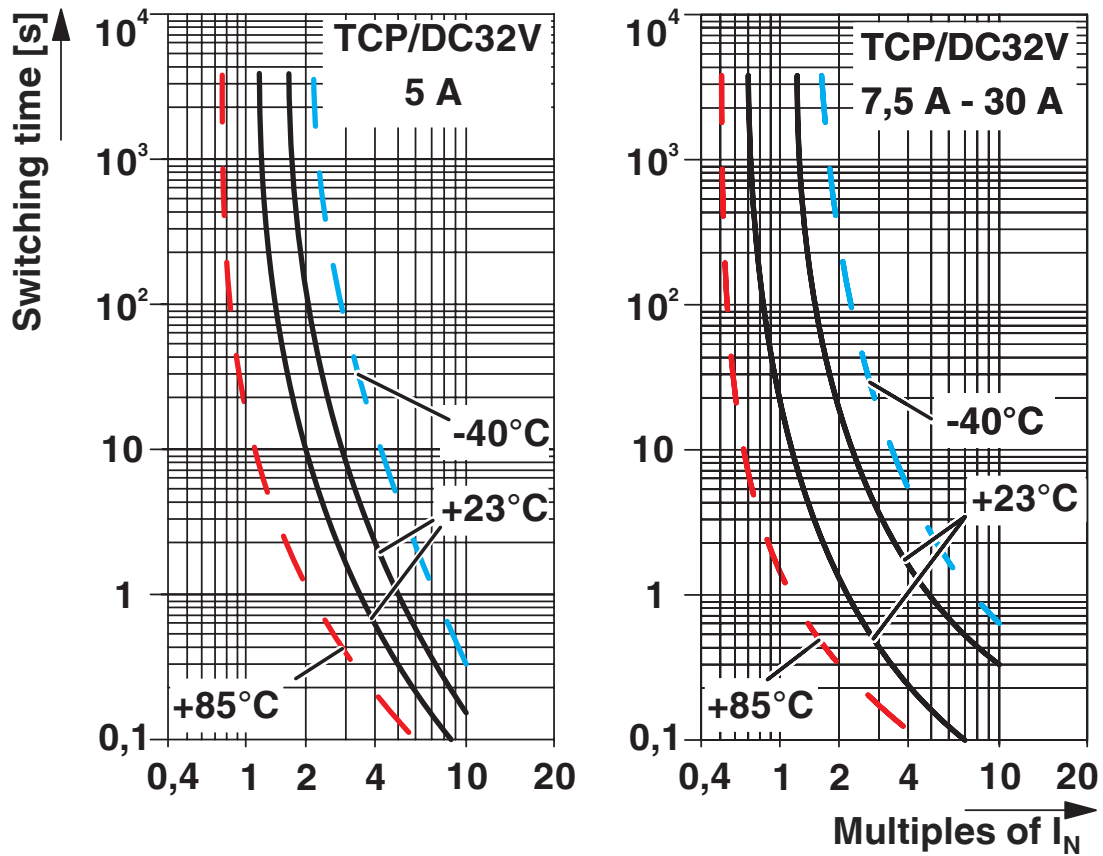 Switching time [s]
TCP/DC32V
5 A
10⁴
10³
10²
10
1
0,1
-40°C
+23°C
+85°C
0,4 1 2 4 10 20
TCP/DC32V
7,5 A - 30 A
10⁴
10³
10²
10
1
0,1
-40°C
+23°C
+85°C
0,4 1 2 4 10 20
Multiples of I_N